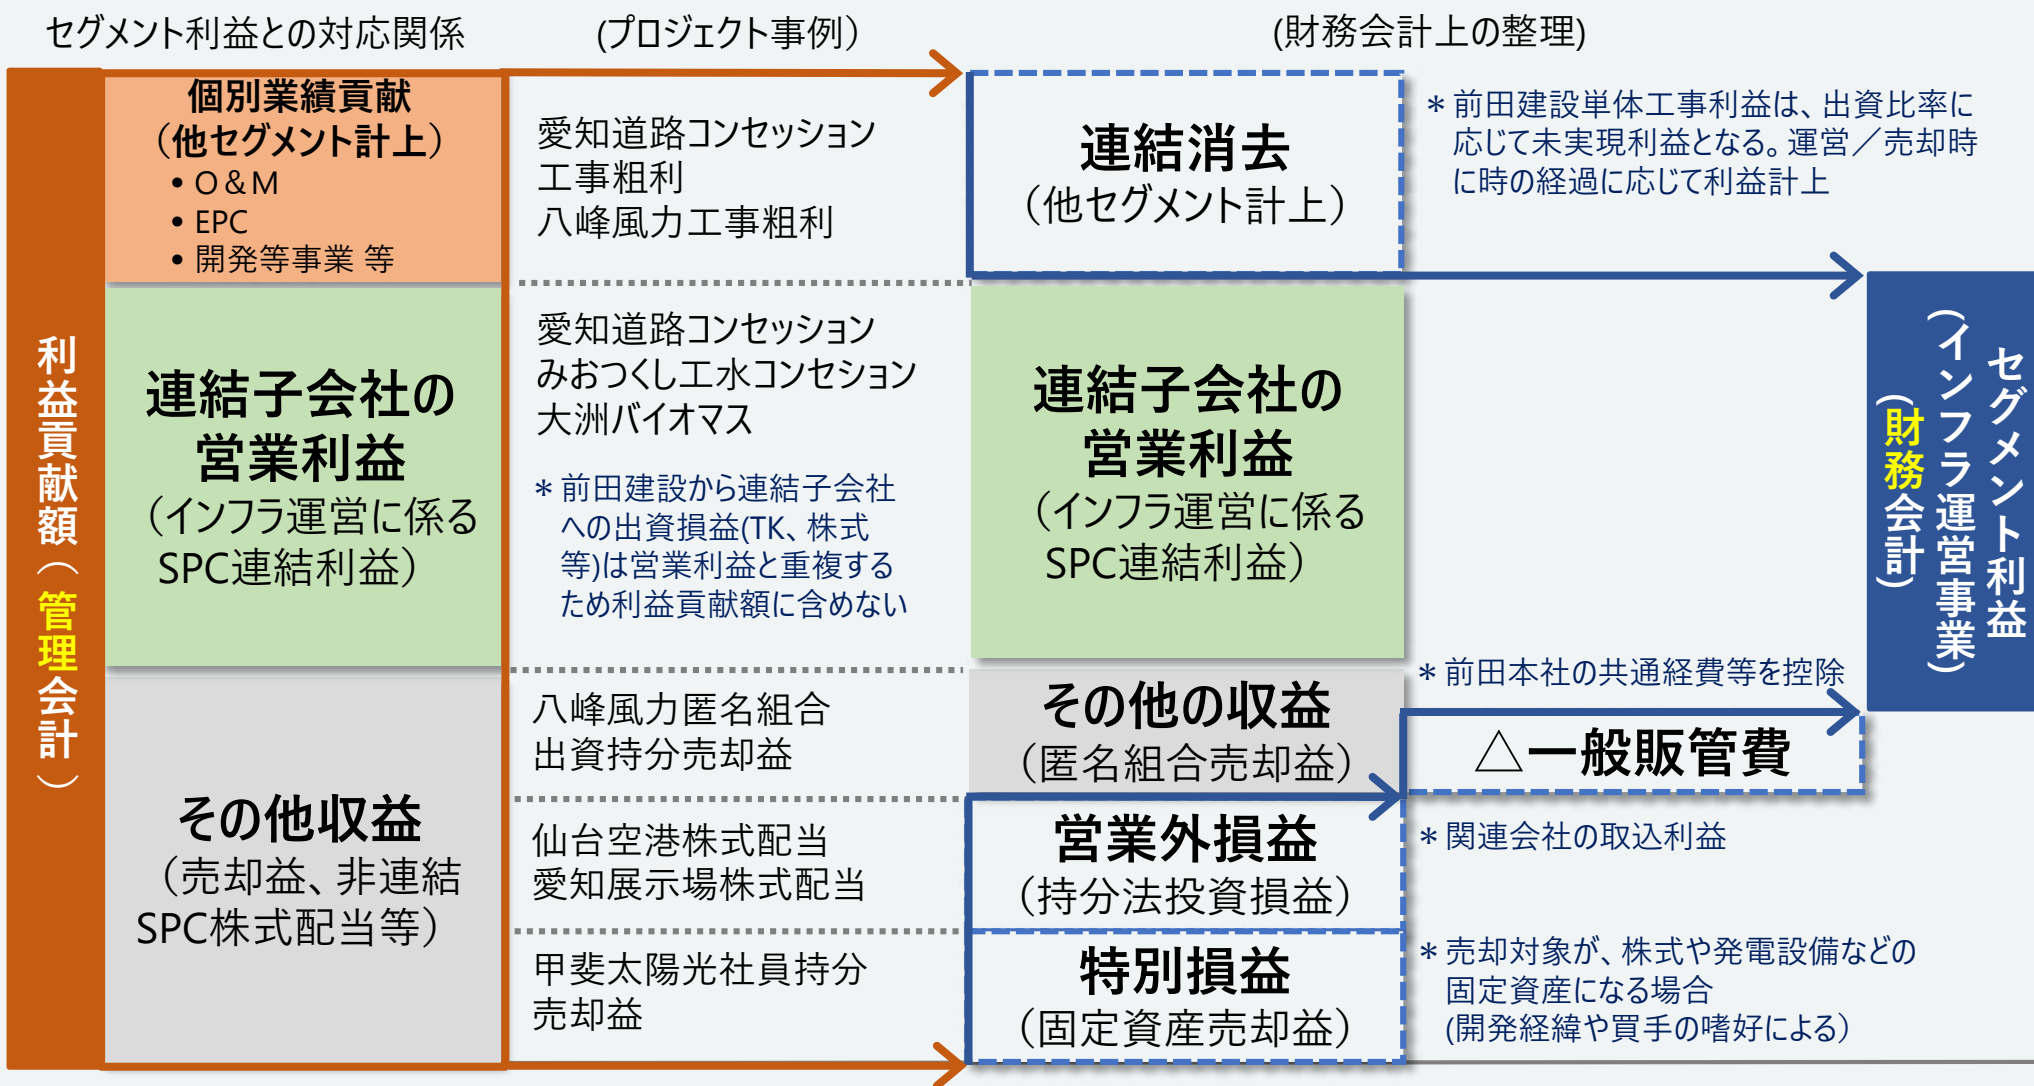 セグメント利益との対応関係
(プロジェクト事例）
(財務会計上の整理)
利益貢献額（管理会計）
個別業績貢献
（他セグメント計上）
• O＆M
• EPC
• 開発等事業 等
愛知道路コンセッション
工事粗利
八峰風力工事粗利
連結消去
（他セグメント計上）
＊前田建設単体工事利益は、出資比率に
応じて未実現利益となる。運営／売却時
に時の経過に応じて利益計上
連結子会社の
営業利益
（インフラ運営に係る
SPC連結利益）
愛知道路コンセッション
みおつくし工水コンセション
大洲バイオマス
＊前田建設から連結子会社
への出資損益(TK、株式
等)は営業利益と重複する
ため利益貢献額に含めない
連結子会社の
営業利益
（インフラ運営に係る
SPC連結利益）
セグメント利益
（インフラ運営事業）
（財務会計）
その他収益
（売却益、非連結
SPC株式配当等）
八峰風力匿名組合
出資持分売却益
その他の収益
（匿名組合売却益）
＊前田本社の共通経費等を控除
△一般販管費
仙台空港株式配当
愛知展示場株式配当
営業外損益
（持分法投資損益）
＊関連会社の取込利益
甲斐太陽光社員持分
売却益
特別損益
（固定資産売却益）
＊売却対象が、株式や発電設備などの
固定資産になる場合
(開発経緯や買手の嗜好による）